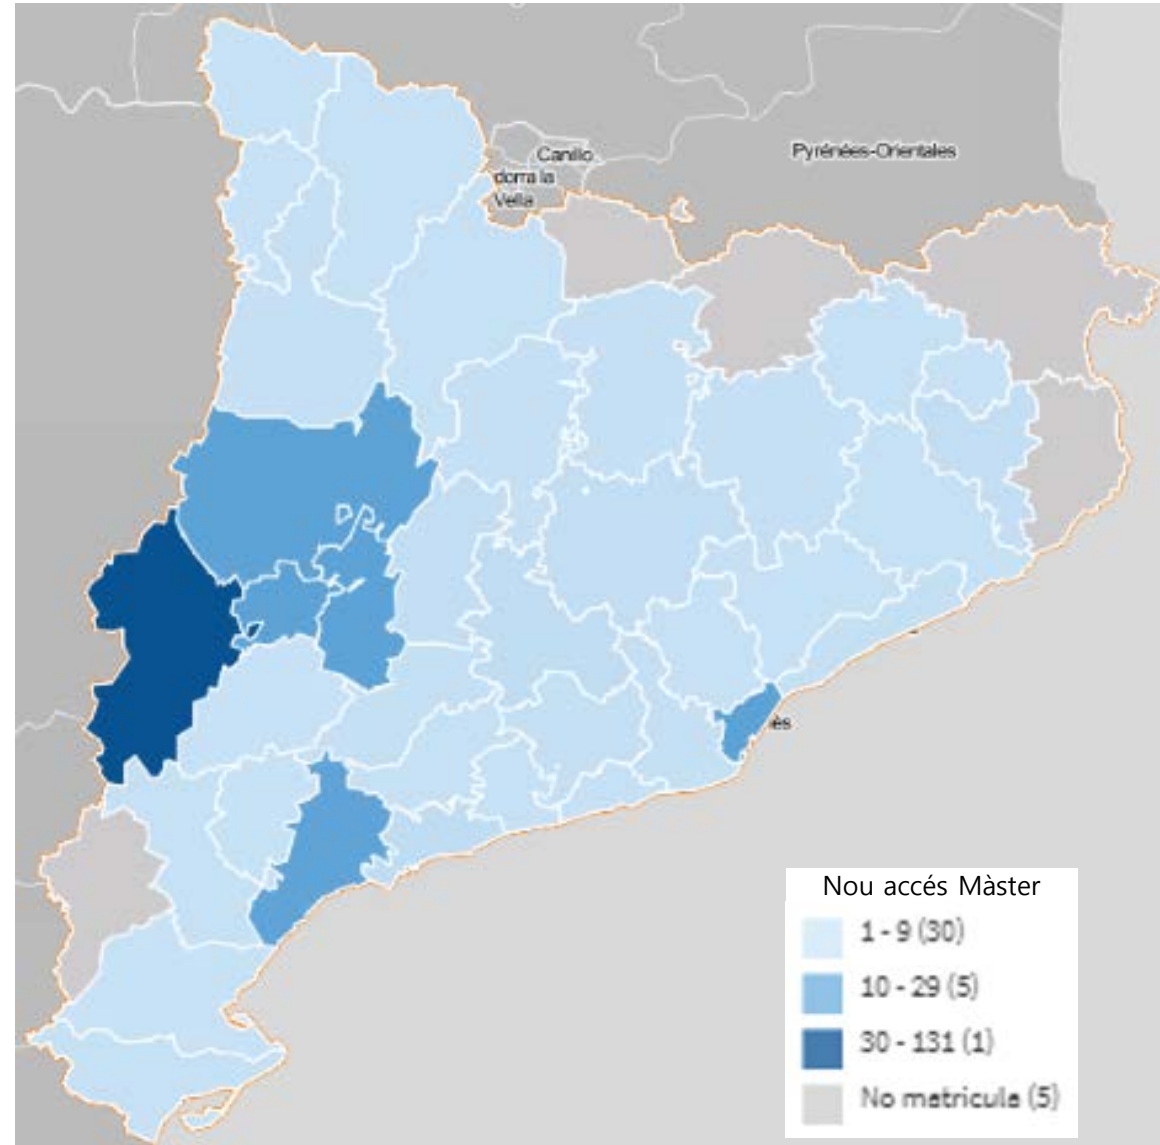 Canillo
dorra la
Vella
Pyrénées-Orientales
ès
Nou accés Màster
1 - 9 (30)
10 - 29 (5)
30 - 131 (1)
No matricula (5)